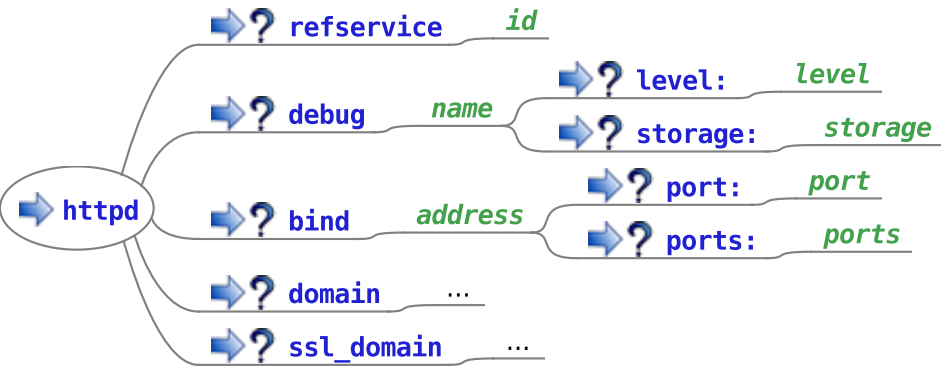 refservice id
debug name
level: level
storage: storage
httpd
bind address
port: port
ports: ports
domain ...
ssl_domain ...